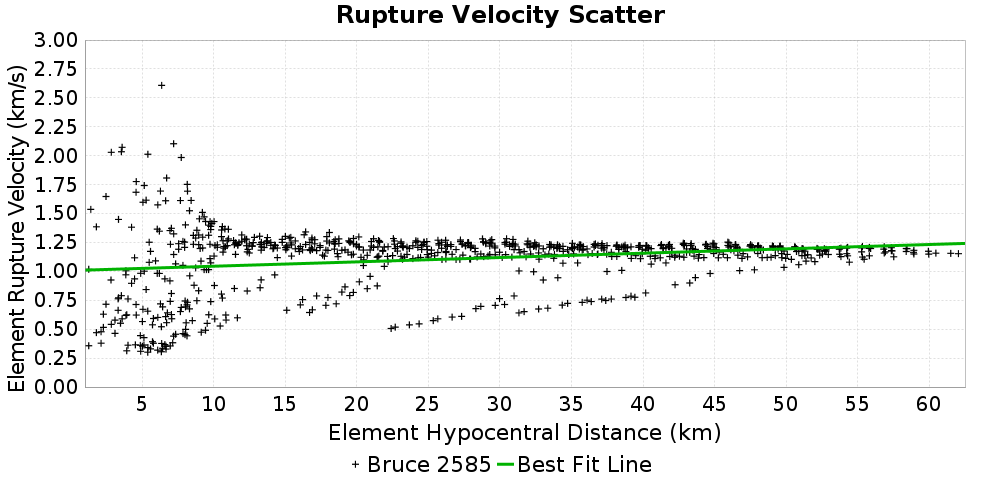 Rupture Velocity Scatter
Element Rupture Velocity (km/s)
3.00
2.75
2.50
2.25
2.00
1.75
1.50
1.25
1.00
0.75
0.50
0.25
0.00
5 10 15 20 25 30 35 40 45 50 55 60
Element Hypocentral Distance (km)
Bruce 2585 Best Fit Line